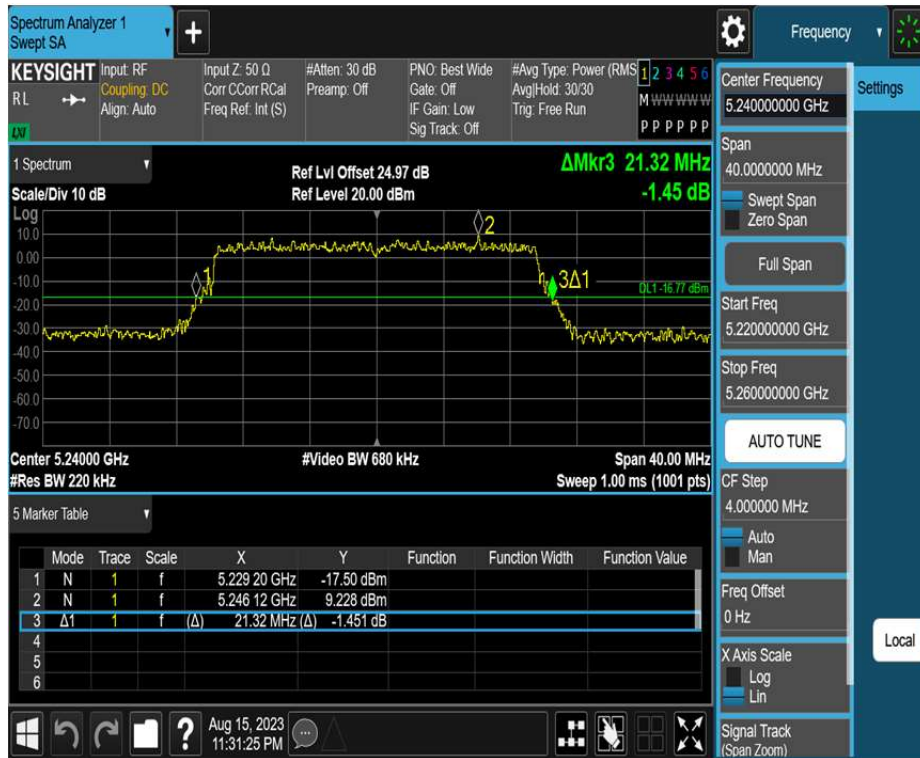 Spectrum Analyzer 1
Swept SA
+
Frequency
KEYSIGHT
RL
LXI
Input: RF
Coupling: DC
Align: Auto
Input Z: 50 Ω
Corr CCorr RCal
Freq Ref: Int (S)
#Atten: 30 dB
Preamp: Off
PNO: Best Wide
Gate: Off
IF Gain: Low
Sig Track: Off
#Avg Type: Power (RMS
Avg|Hold: 30/30
Trig: Free Run
1 2 3 4 5 6
M W W W W W
P P P P P P
1 Spectrum
Scale/Div 10 dB
Ref Lvl Offset 24.97 dB
Ref Level 20.00 dBm
ΔMkr3 21.32 MHz
-1.45 dB
Log
10.0
0.00
-10.0
-20.0
-30.0
-40.0
-50.0
-60.0
-70.0
1
2
3Δ1
DL1 -16.77 dBm
Center 5.24000 GHz
#Video BW 680 kHz
Span 40.00 MHz
#Res BW 220 kHz
Sweep 1.00 ms (1001 pts)
5 Marker Table
Mode Trace Scale X Y Function Function Width Function Value
1 N 1 f 5.229 20 GHz -17.50 dBm
2 N 1 f 5.246 12 GHz 9.228 dBm
3 Δ1 1 f (Δ) 21.32 MHz (Δ) -1.451 dB
4
5
6
?
Aug 15, 2023
11:31:25 PM
Center Frequency
5.240000000 GHz
Span
40.0000000 MHz
Swept Span
Zero Span
Full Span
Start Freq
5.220000000 GHz
Stop Freq
5.260000000 GHz
AUTO TUNE
CF Step
4.000000 MHz
Auto
Man
Freq Offset
0 Hz
X Axis Scale
Log
Lin
Signal Track
(Span Zoom)
Settings
Local